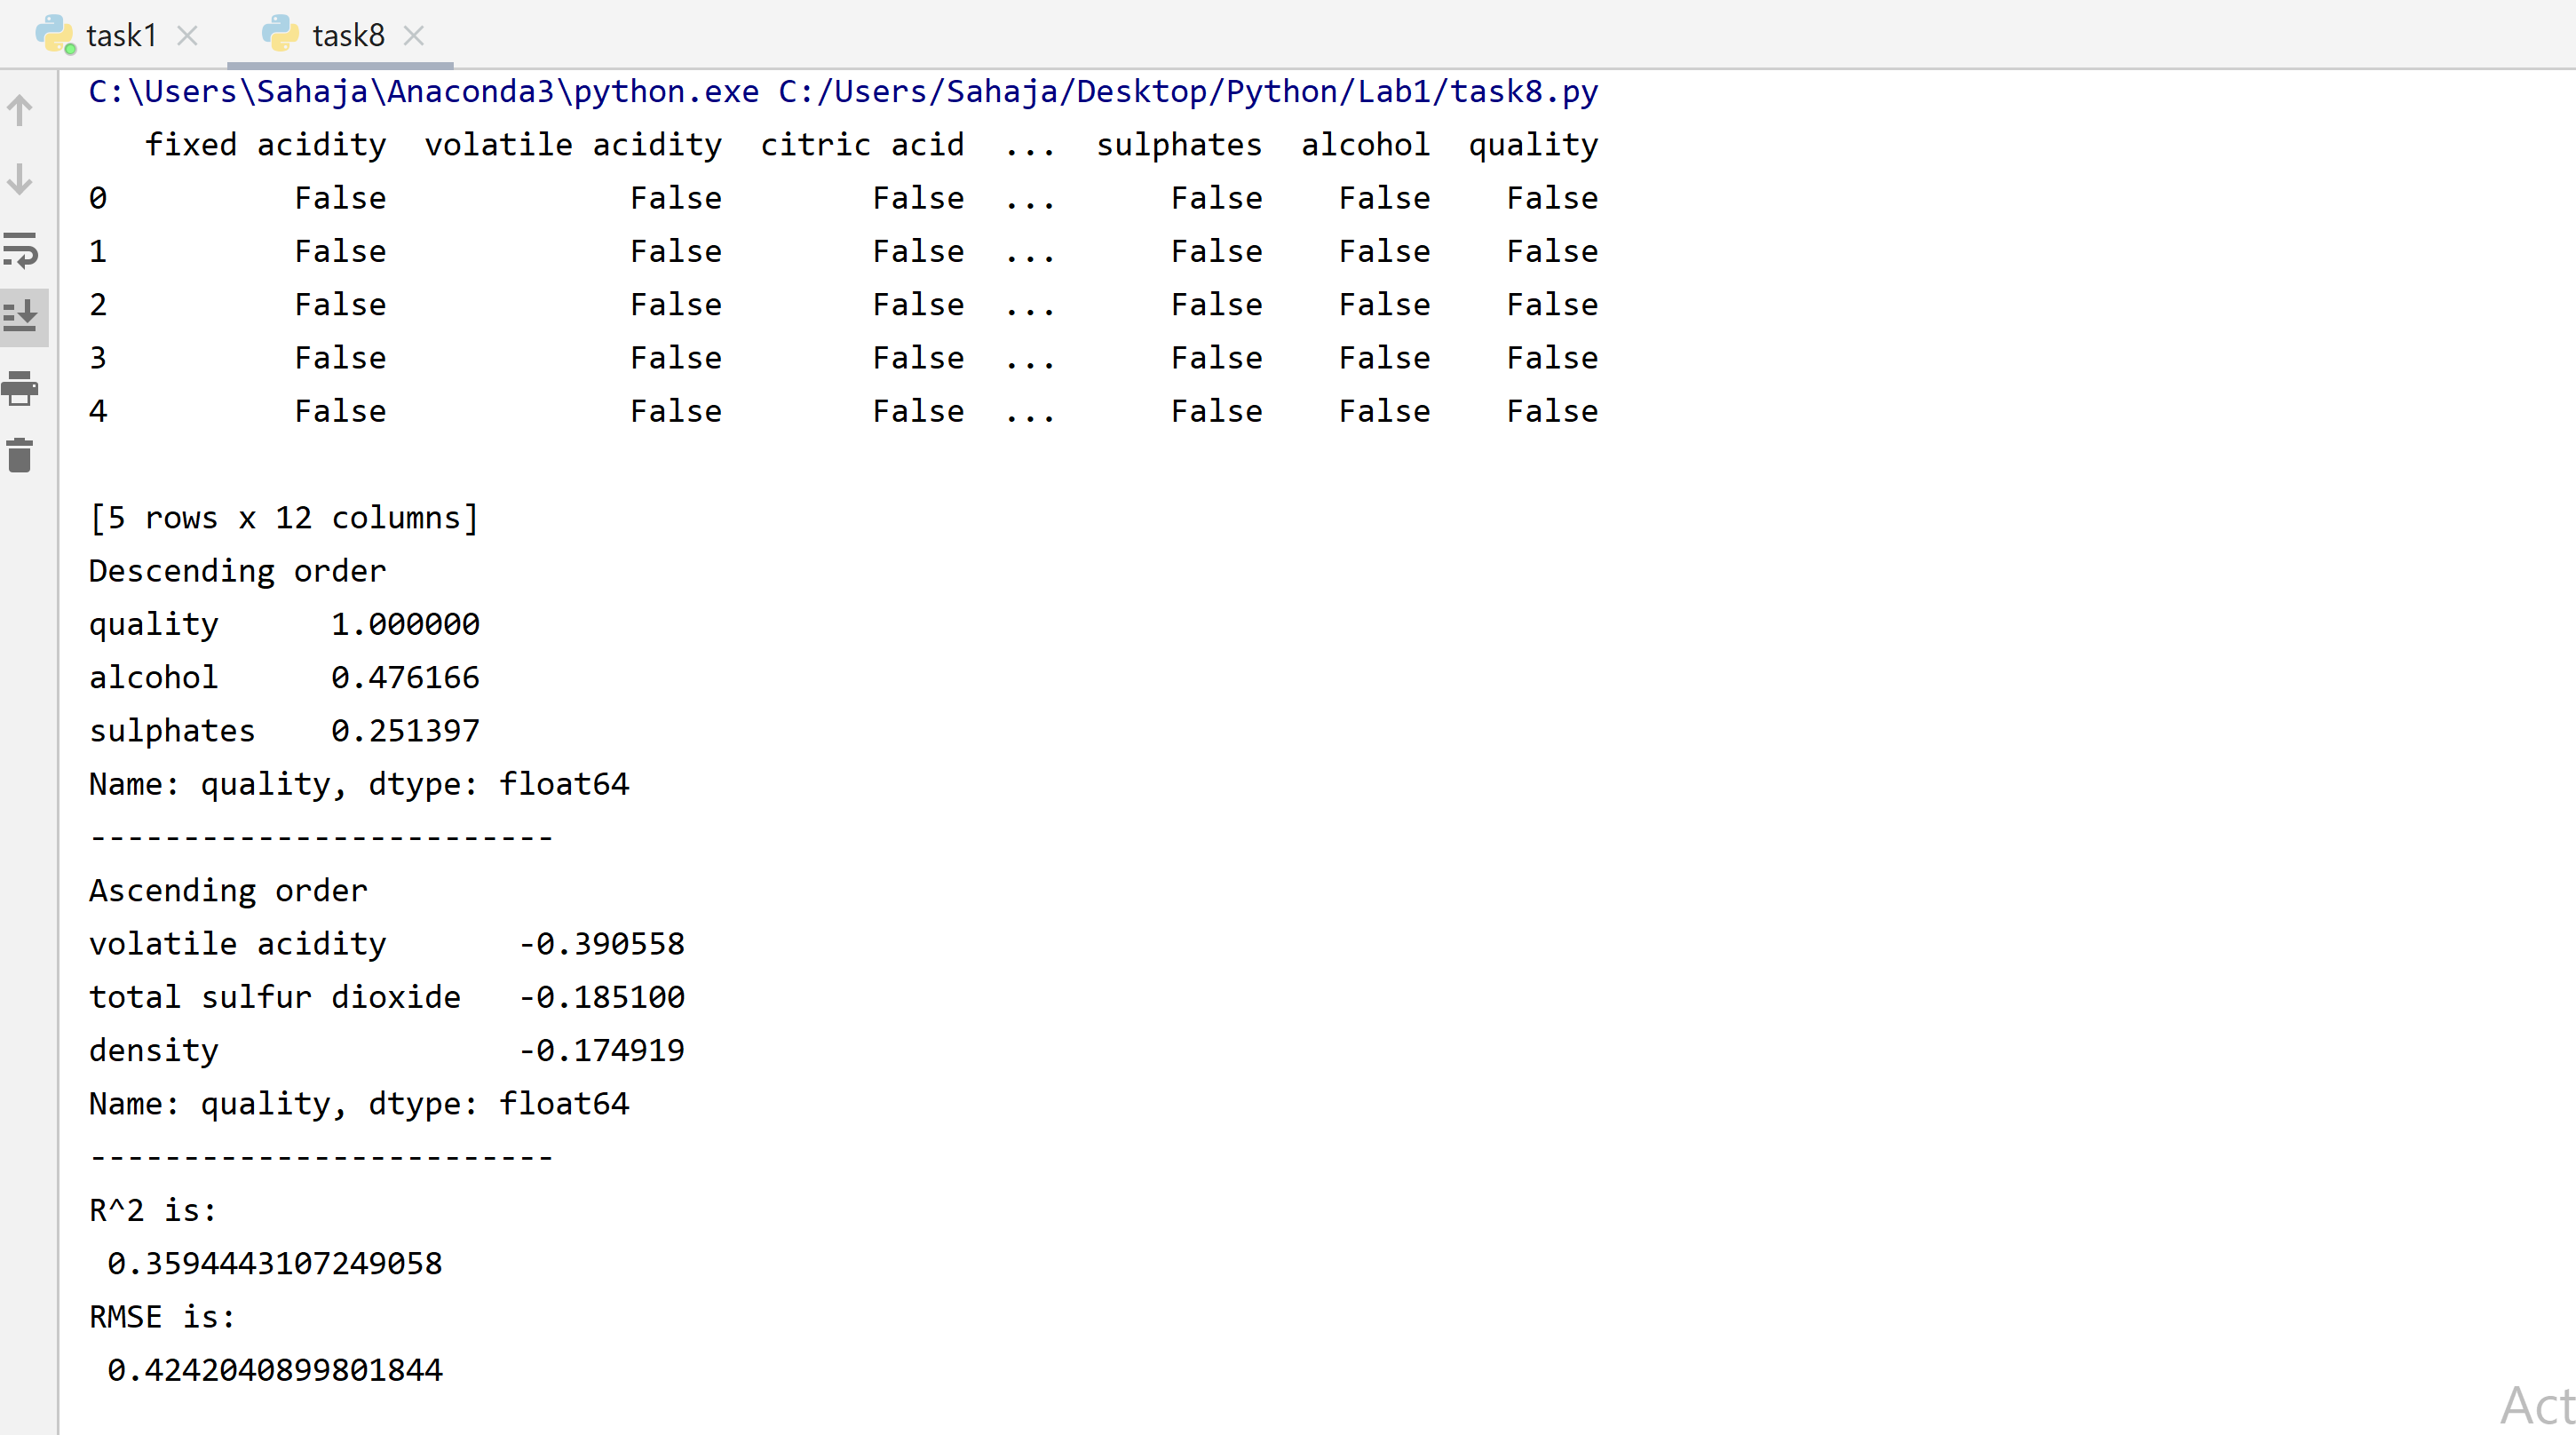 task1 task8
C:\Users\Sahaja\Anaconda3\python.exe C:/Users/Sahaja/Desktop/Python/Lab1/task8.py
   fixed acidity  volatile acidity  citric acid  ...  sulphates  alcohol  quality
0          False             False        False  ...      False    False    False
1          False             False        False  ...      False    False    False
2          False             False        False  ...      False    False    False
3          False             False        False  ...      False    False    False
4          False             False        False  ...      False    False    False
[5 rows x 12 columns]
Descending order
quality      1.000000
alcohol      0.476166
sulphates    0.251397
Name: quality, dtype: float64
-------------------------
Ascending order
volatile acidity       -0.390558
total sulfur dioxide   -0.185100
density                -0.174919
Name: quality, dtype: float64
-------------------------
R^2 is:
 0.3594443107249058
RMSE is:
 0.4242040899801844
Act